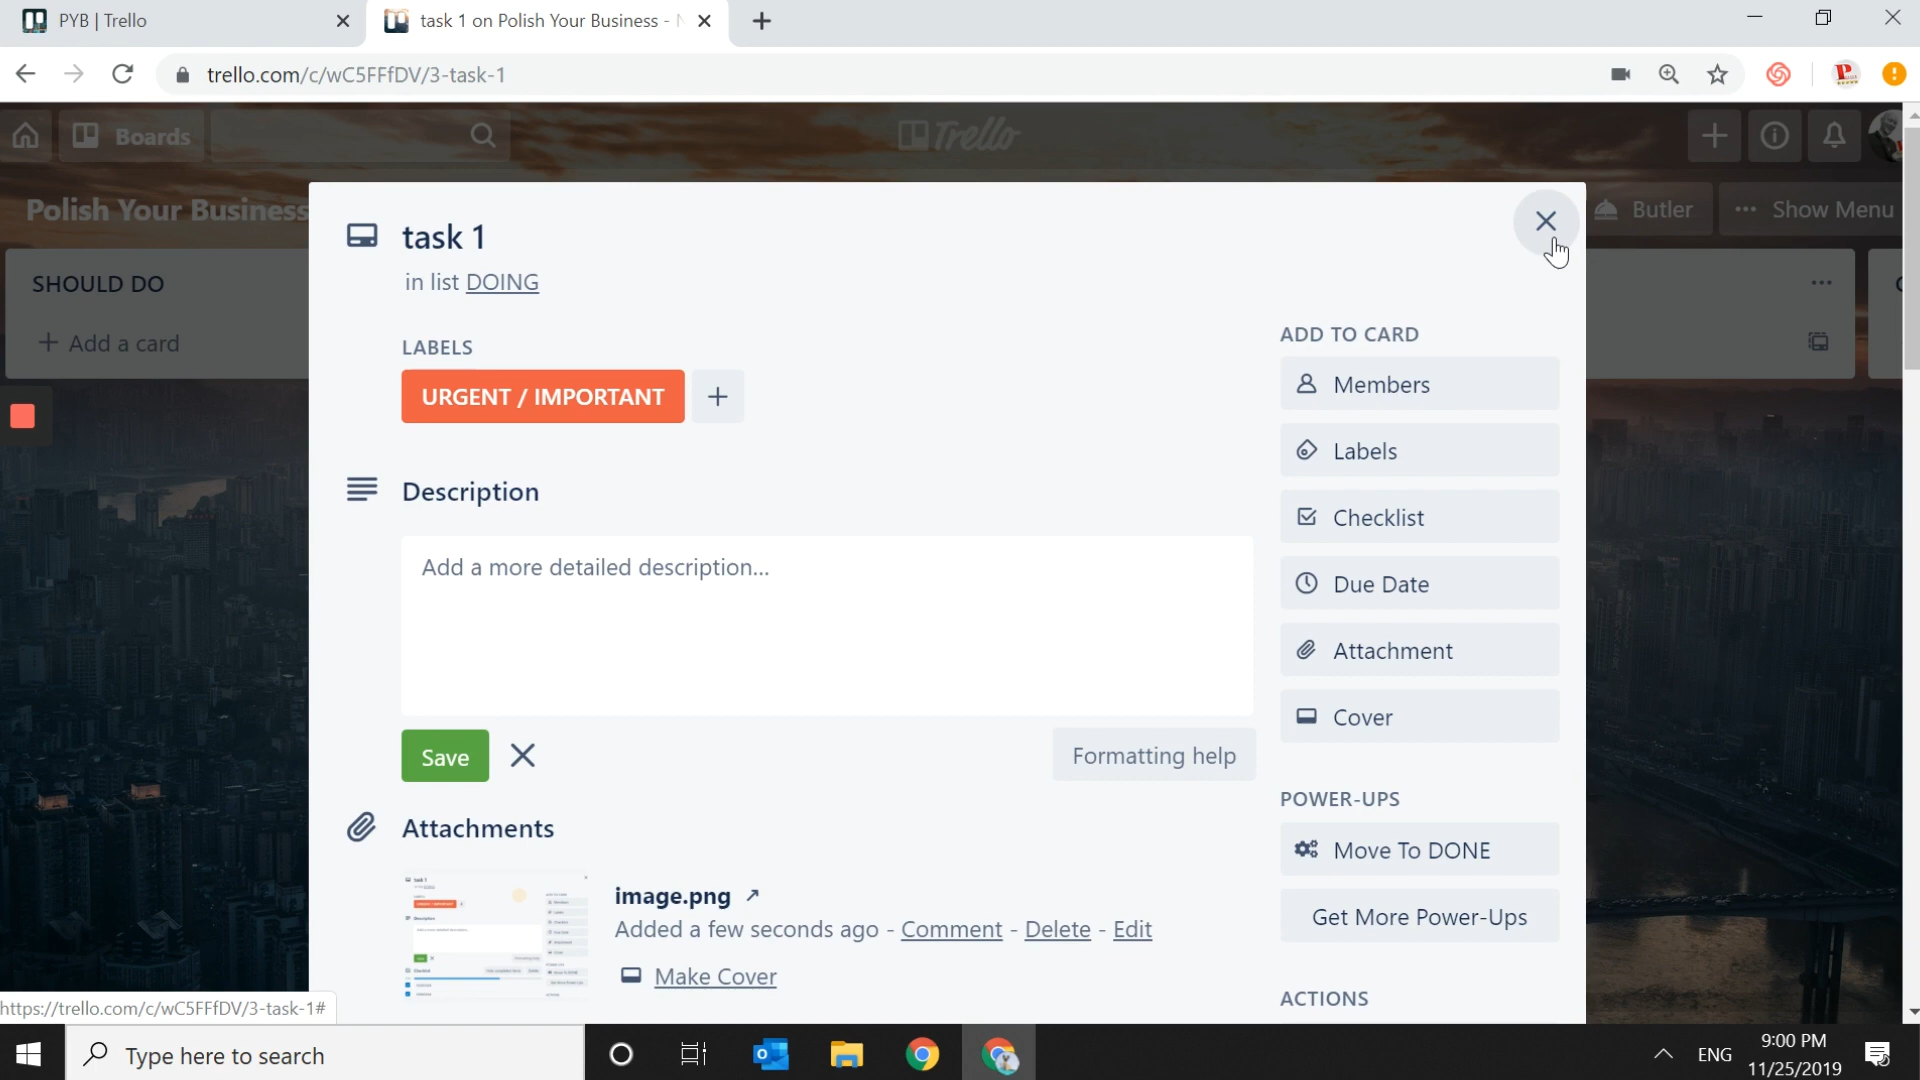 PYB | Trello
task 1 on Polish Your Business -
trello.com/c/wC5FFfDV/3-task-1
Boards
Trello
Polish Your Business
Butler
Show Menu
task 1
in list DOING
SHOULD DO
+ Add a card
LABELS
URGENT / IMPORTANT
+
ADD TO CARD
Members
Labels
Checklist
Due Date
Attachment
Cover
Description
Add a more detailed description...
Save
Formatting help
POWER-UPS
Move To DONE
Get More Power-Ups
ACTIONS
Attachments
image.png
Added a few seconds ago - Comment - Delete - Edit
Make Cover
https://trello.com/c/wC5FFfDV/3-task-1#
Type here to search
ENG
9:00 PM
11/25/2019